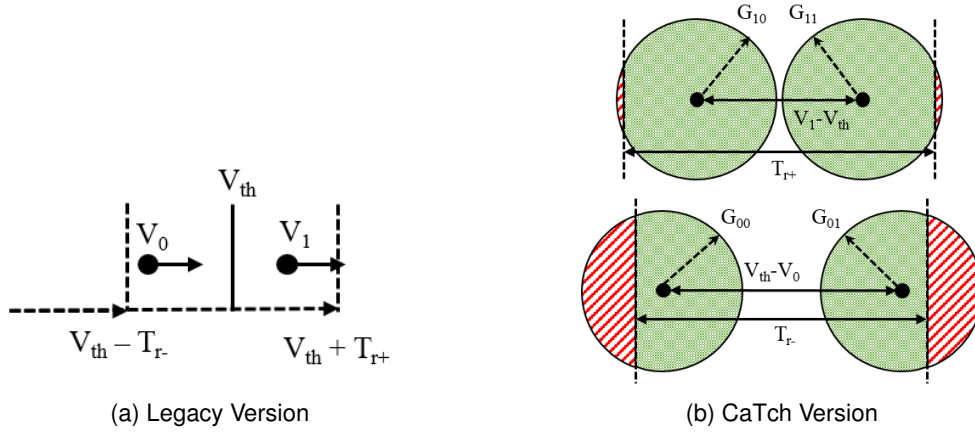 V_th
V_0
V_1
V_th − T_r-
V_th + T_r+
(a) Legacy Version
G_10
G_11
V_1-V_th
T_r+
G_00
G_01
V_th-V_0
T_r-
(b) CaTch Version